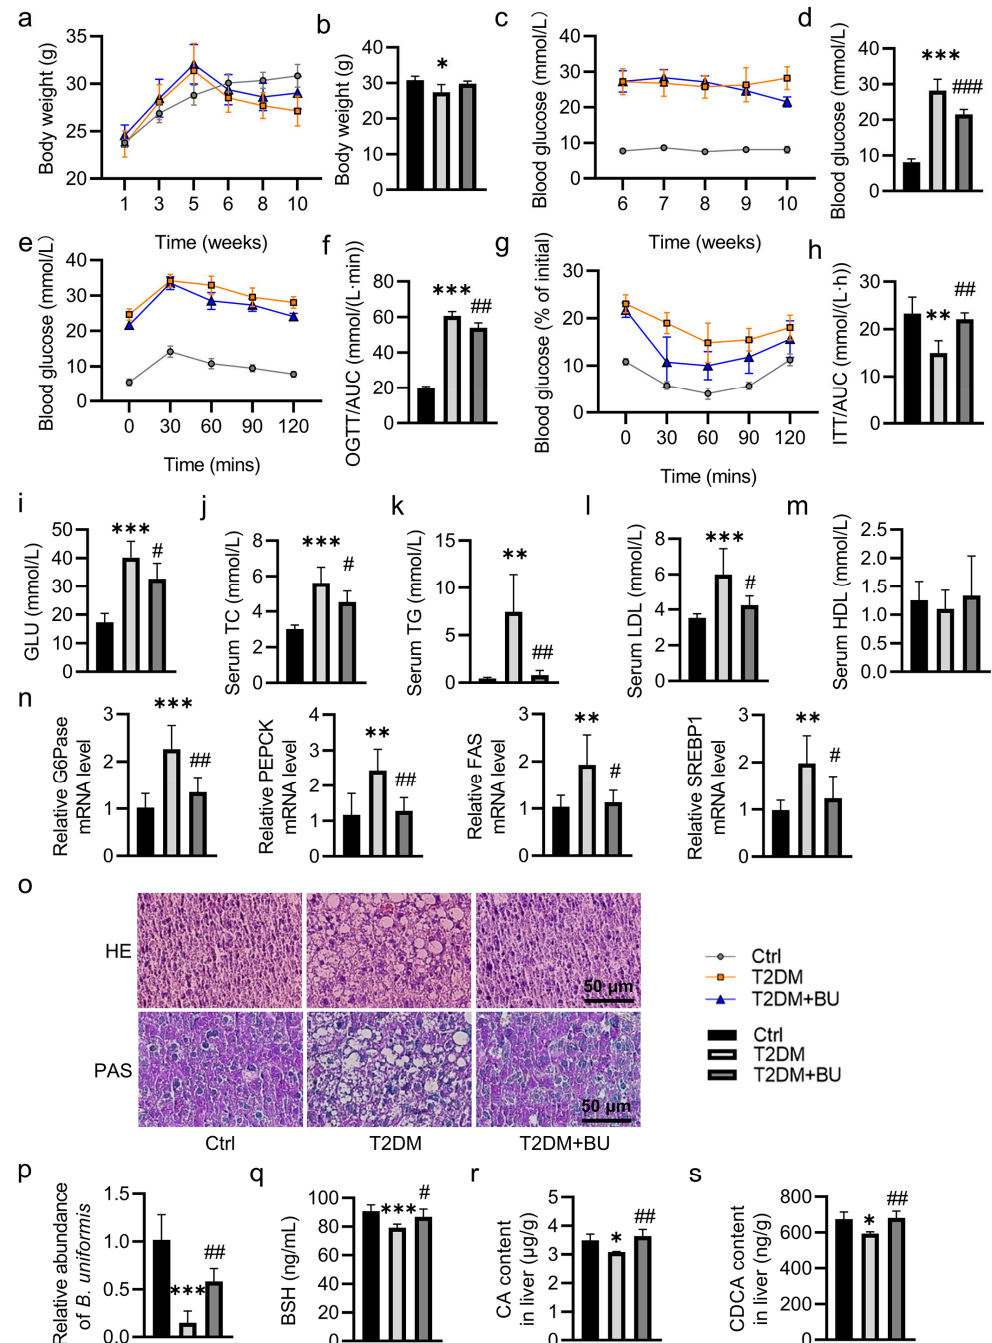 a
Body weight (g)
35
30
25
20
1 3 5 6 8 10
Time (weeks)
b
Body weight (g)
40
30
20
10
0
*
c
Blood glucose (mmol/L)
40
30
20
10
0
6 7 8 9 10
Time (weeks)
d
Blood glucose (mmol/L)
40
30
20
10
0
***
###
e
Blood glucose (mmol/L)
40
30
20
10
0
0 30 60 90 120
Time (mins)
f
OGTT/AUC (mmol/(L·min))
80
60
40
20
0
***
##
g
Blood glucose (% of initial)
30
20
10
0
0 30 60 90 120
Time (mins)
h
ITT/AUC (mmol/(L·h))
30
20
10
0
**
##
i
GLU (mmol/L)
50
40
30
20
10
0
***
#
j
Serum TC (mmol/L)
8
6
4
2
0
***
#
k
Serum TG (mmol/L)
15
10
5
0
**
##
l
Serum LDL (mmol/L)
8
6
4
2
0
***
#
m
Serum HDL (mmol/L)
2.5
2.0
1.5
1.0
0.5
0.0
n
Relative G6Pase
mRNA level
3
2
1
0
***
##
Relative PEPCK
mRNA level
4
3
2
1
0
**
##
Relative FAS
mRNA level
3
2
1
0
**
#
Relative SREBP1
mRNA level
3
2
1
0
**
#
o
HE
50 μm
PAS
50 μm
Ctrl T2DM T2DM+BU
Ctrl
T2DM
T2DM+BU
Ctrl
T2DM
T2DM+BU
p
Relative abundance
of B. uniformis
1.5
1.0
0.5
0.0
***
##
q
BSH (ng/mL)
100
80
60
40
20
0
***
#
r
CA content
in liver (μg/g)
5
4
3
2
1
0
*
##
s
CDCA content
in liver (ng/g)
800
600
400
200
0
*
##